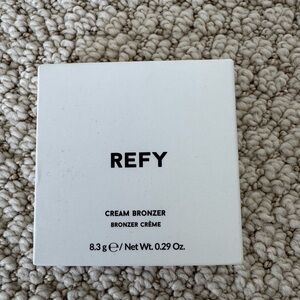 REFY
CREAM BRONZER
BRONZER CRÈME
8.3 g ℮/ Net Wt. 0.29 Oz.